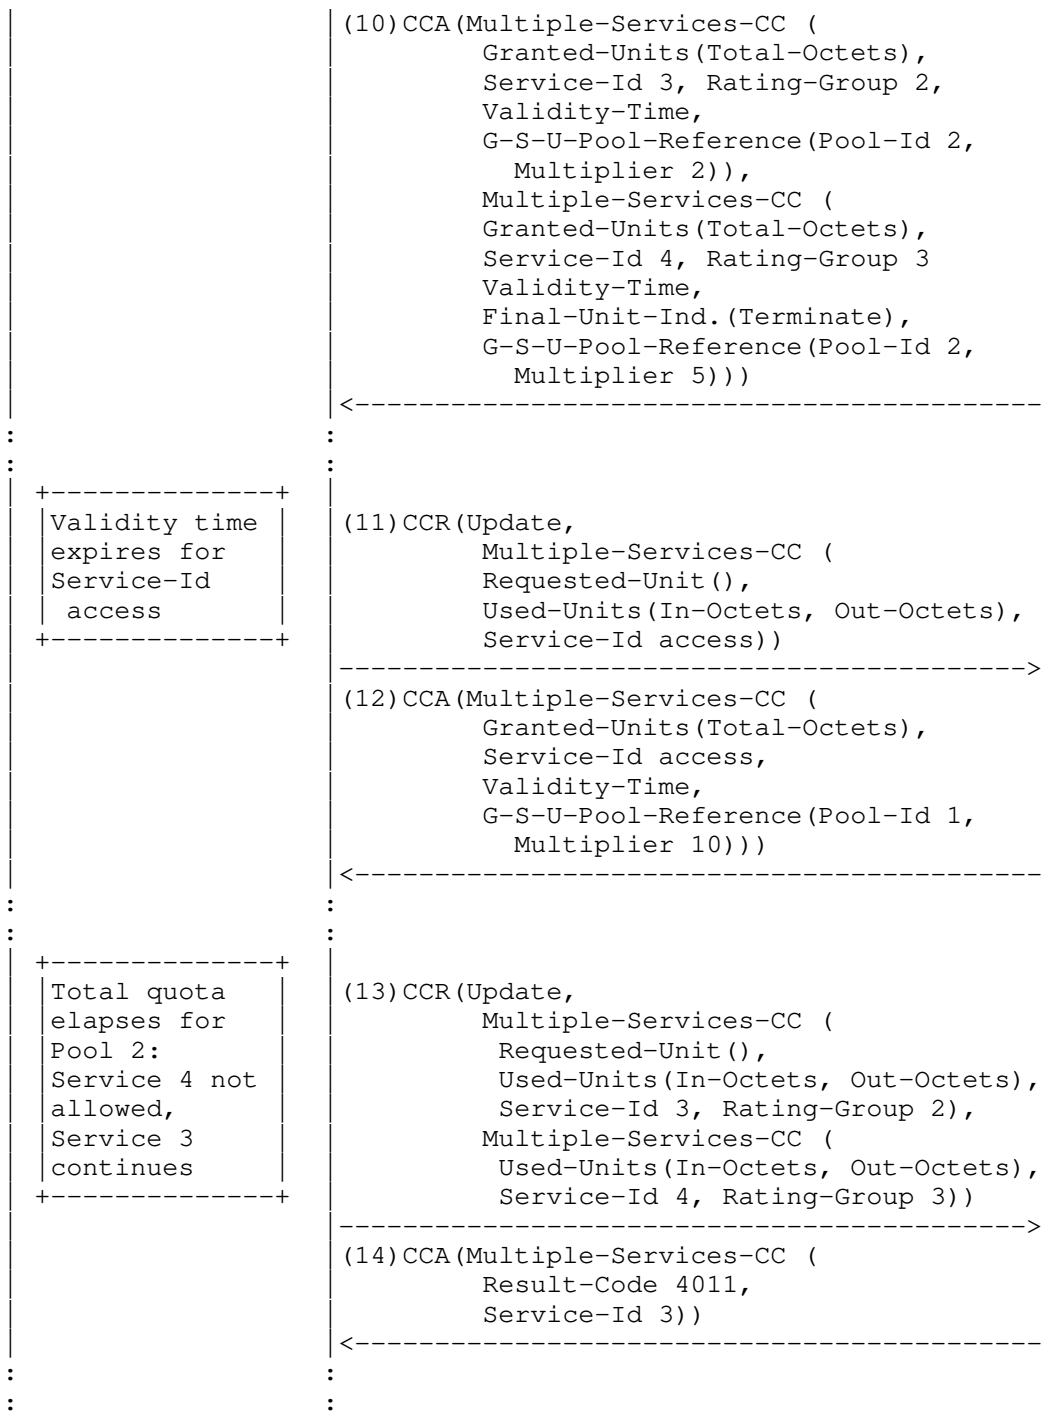 |                    |(10)CCA(Multiple-Services-CC (
|                    |         Granted-Units(Total-Octets),
|                    |         Service-Id 3, Rating-Group 2,
|                    |         Validity-Time,
|                    |         G-S-U-Pool-Reference(Pool-Id 2,
|                    |           Multiplier 2)),
|                    |         Multiple-Services-CC (
|                    |         Granted-Units(Total-Octets),
|                    |         Service-Id 4, Rating-Group 3
|                    |         Validity-Time,
|                    |         Final-Unit-Ind.(Terminate),
|                    |         G-S-U-Pool-Reference(Pool-Id 2,
|                    |           Multiplier 5)))
|                    |<-------------------------------------------
:                    :
:                    :
| +--------------+   |
| |Validity time |   |(11)CCR(Update,
| |expires for   |   |         Multiple-Services-CC (
| |Service-Id    |   |         Requested-Unit(),
| | access       |   |         Used-Units(In-Octets, Out-Octets),
| +--------------+   |         Service-Id access))
|                    |------------------------------------------->
|                    |(12)CCA(Multiple-Services-CC (
|                    |         Granted-Units(Total-Octets),
|                    |         Service-Id access,
|                    |         Validity-Time,
|                    |         G-S-U-Pool-Reference(Pool-Id 1,
|                    |           Multiplier 10)))
|                    |<-------------------------------------------
:                    :
:                    :
| +--------------+   |
| |Total quota   |   |(13)CCR(Update,
| |elapses for   |   |         Multiple-Services-CC (
| |Pool 2:       |   |          Requested-Unit(),
| |Service 4 not |   |          Used-Units(In-Octets, Out-Octets),
| |allowed,      |   |          Service-Id 3, Rating-Group 2),
| |Service 3     |   |         Multiple-Services-CC (
| |continues     |   |          Used-Units(In-Octets, Out-Octets),
| +--------------+   |          Service-Id 4, Rating-Group 3))
|                    |------------------------------------------->
|                    |(14)CCA(Multiple-Services-CC (
|                    |         Result-Code 4011,
|                    |         Service-Id 3))
|                    |<-------------------------------------------
:                    :
:                    :